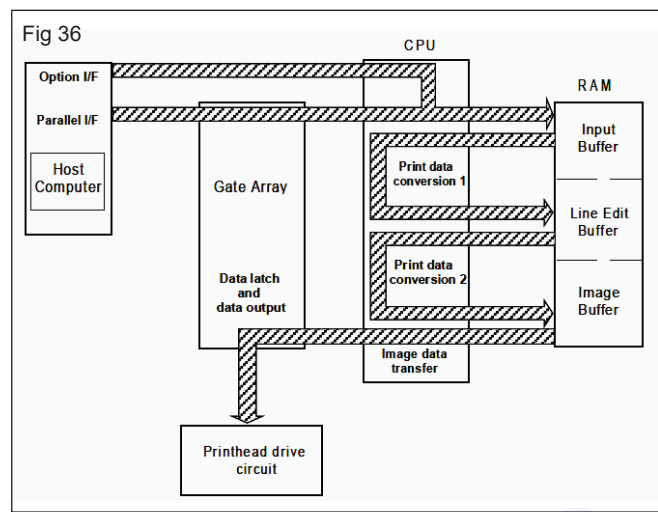 Fig 36
CPU
Option I/F
RAM
Parallel I/F
Input
Buffer
Host
Computer
Print data
conversion 1
Gate Array
Line Edit
Buffer
Print data
conversion 2
Data latch
and
data output
Image
Buffer
Image data
transfer
Printhead drive
circuit